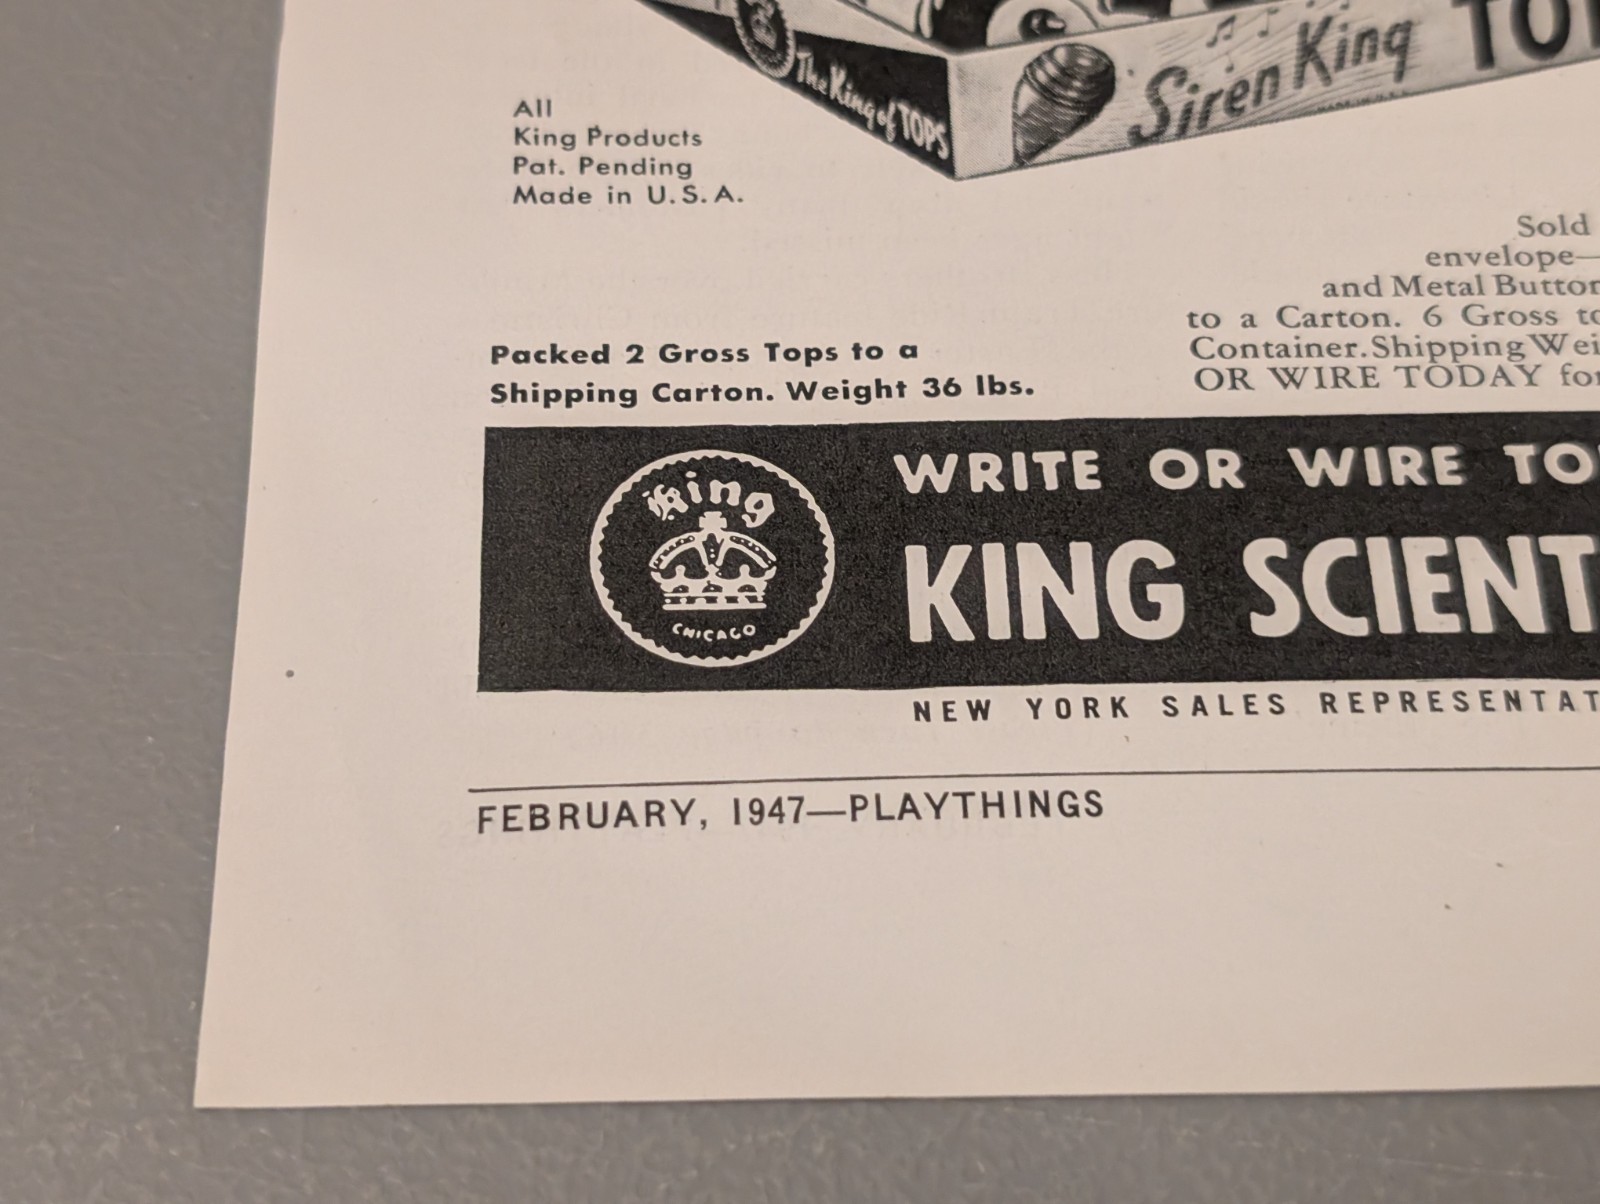 The King of TOPS
Siren King
All
King Products
Pat. Pending
Made in U.S.A.
Sold
envelope—
and Metal
to a Carton. 6 Gross
Container. Shipping
OR WIRE TODAY
Packed 2 Gross Tops to a
Shipping Carton. Weight 36 lbs.
King
CHICAGO
WRITE OR WIRE
KING
NEW YORK SALES
FEBRUARY, 1947—PLAYTHINGS